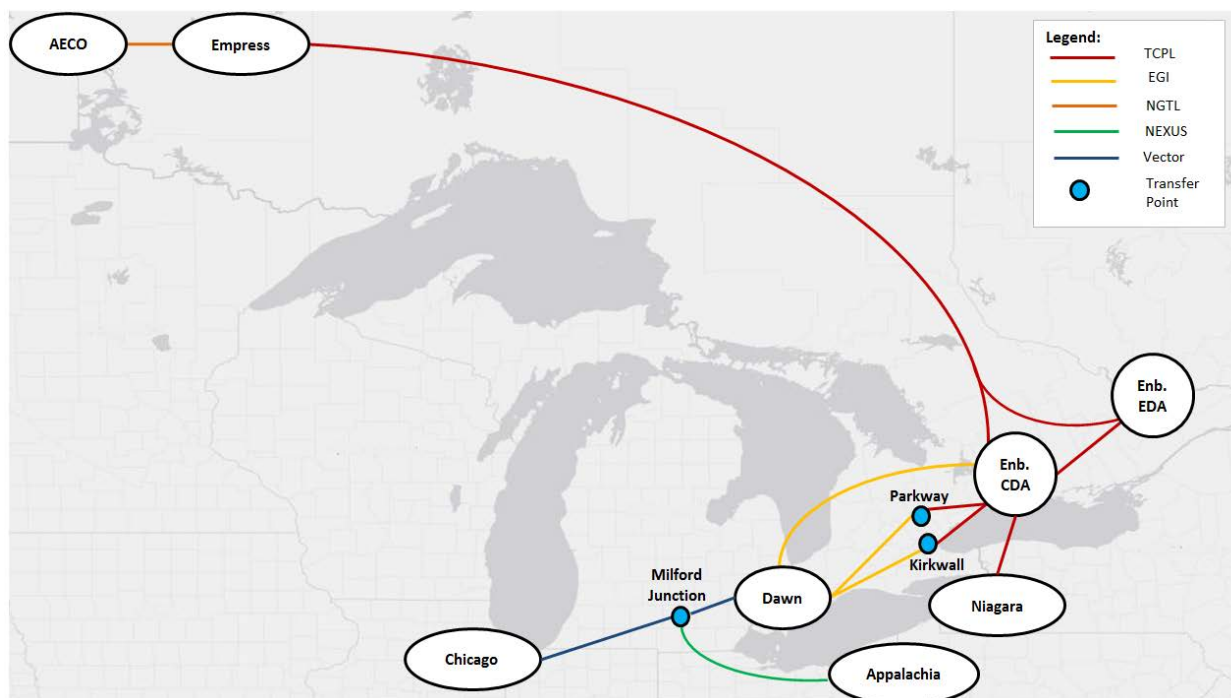 AECO
Empress
Legend:
TCPL
EGI
NGTL
NEXUS
Vector
Transfer
Point
Enb.
EDA
Enb.
CDA
Parkway
Kirkwall
Milford
Junction
Dawn
Niagara
Chicago
Appalachia